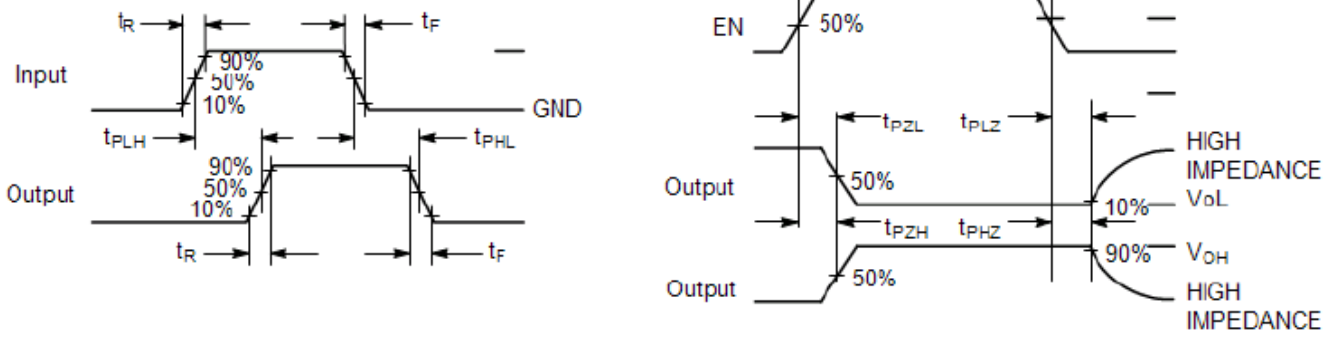 tR tF
Input
90%
50%
10%
GND
tPLH tPHL
Output
90%
50%
10%
tR tF
EN
50%
tPZL tPLZ
Output
50%
HIGH
IMPEDANCE
VoL
10%
tPZH tPHZ
Output
50%
90%
VOH
HIGH
IMPEDANCE